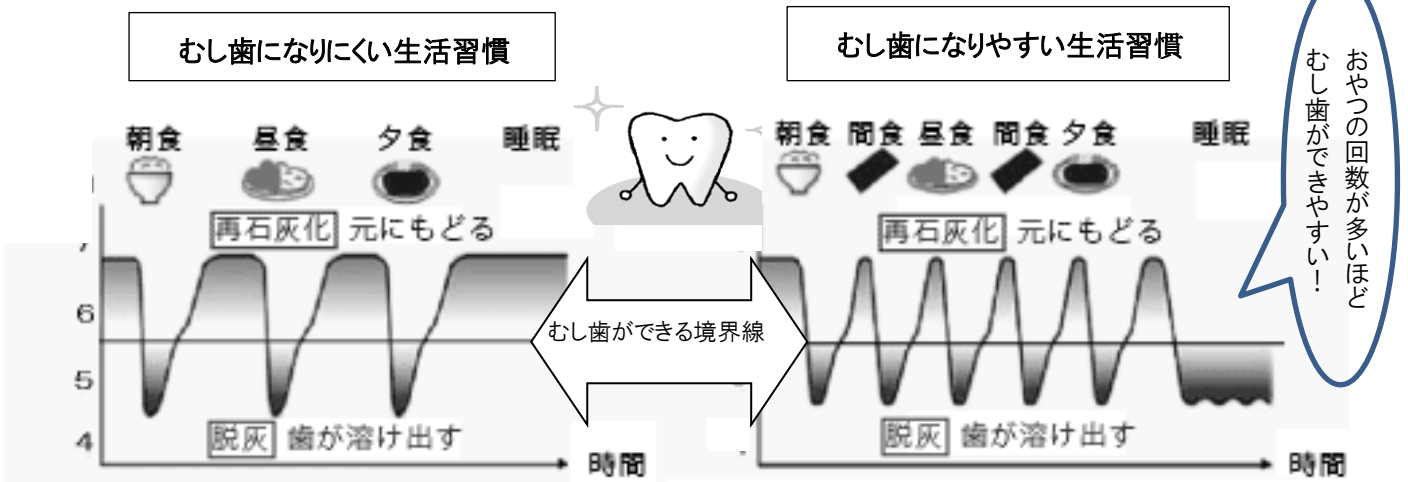 むし歯になりにくい生活習慣
朝食 昼食 夕食 睡眠
再石灰化 元にもどる
7
6
5
4
脱灰 歯が溶け出す
時間
むし歯ができる境界線
むし歯になりやすい生活習慣
朝食 間食 昼食 間食 夕食 睡眠
再石灰化 元にもどる
脱灰 歯が溶け出す
時間
おやつの回数が多いほど
むし歯ができやすい！